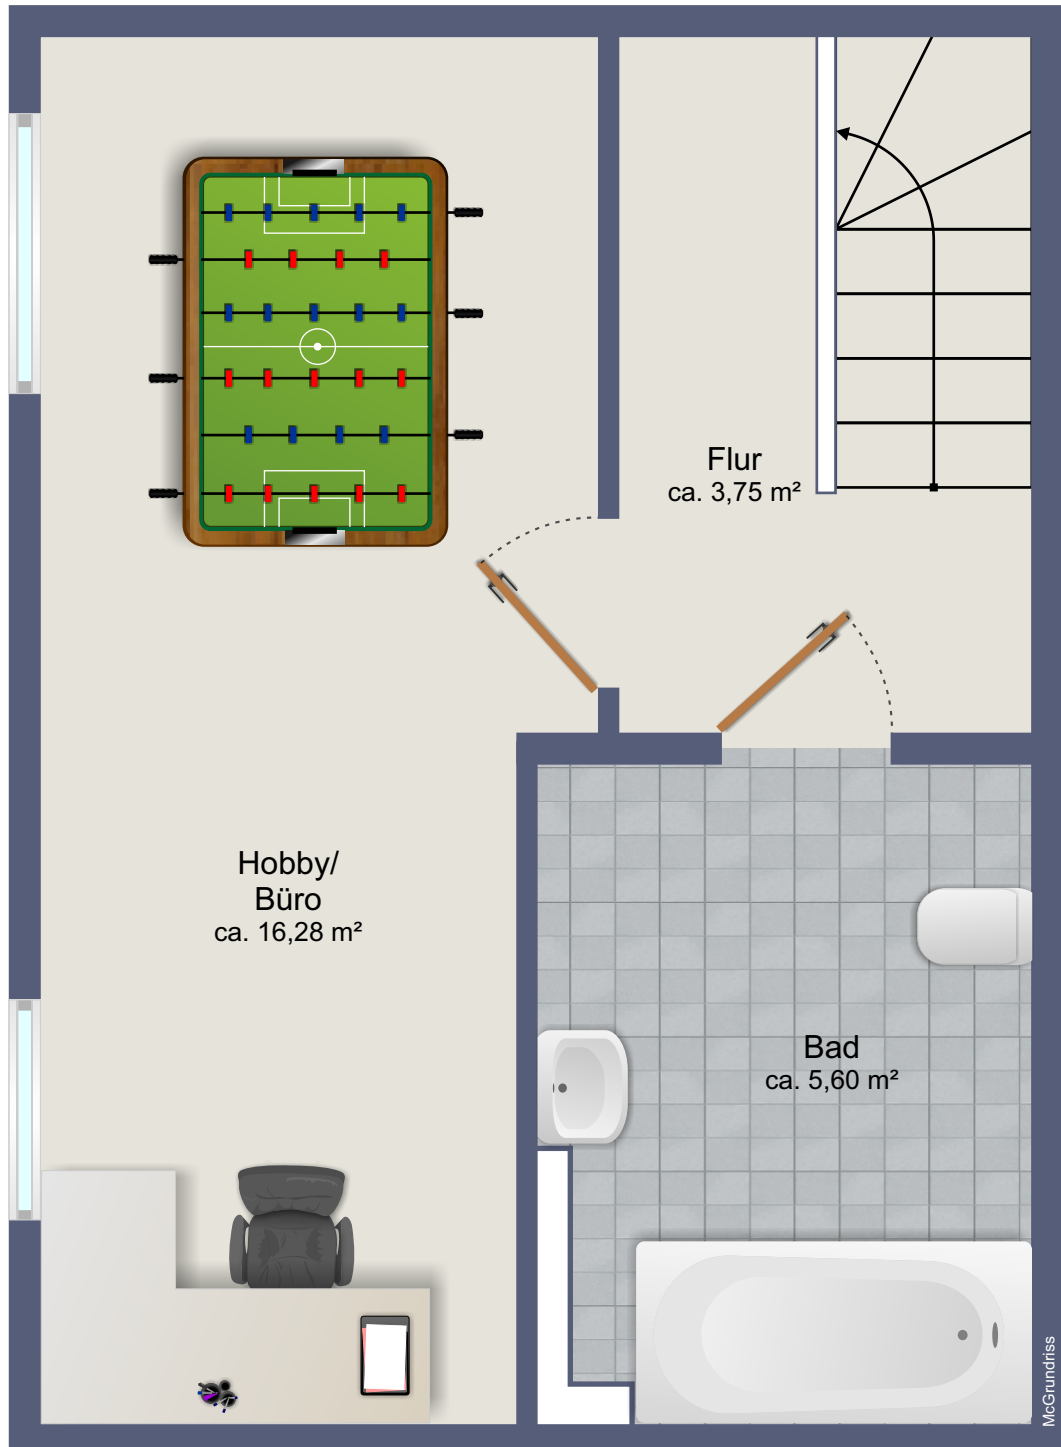 Flur
ca. 3,75 m²
Hobby/
Büro
ca. 16,28 m²
Bad
ca. 5,60 m²
McGrundriss